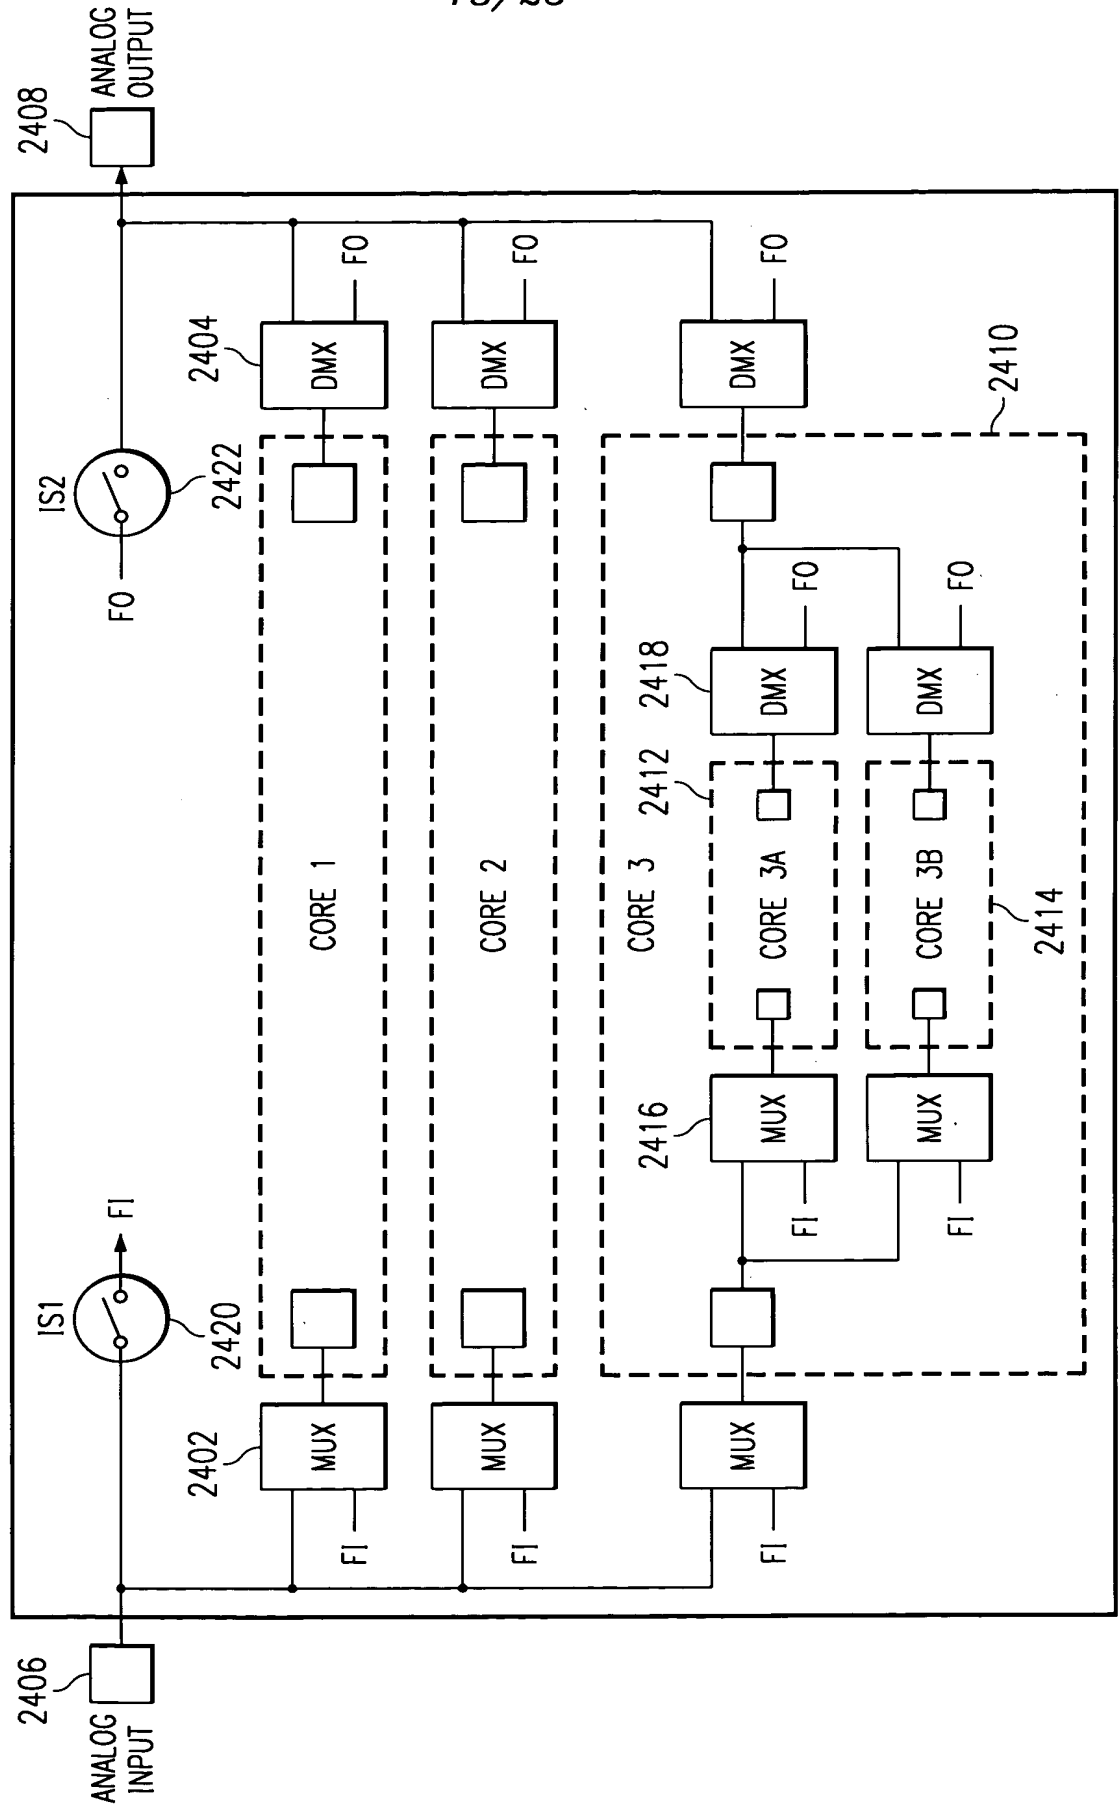 2406
ANALOG
INPUT
IS1
FI
2420
IS2
FO
2422
2408
ANALOG
OUTPUT
2402
MUX
FI
CORE 1
2404
DMX
FO
MUX
FI
CORE 2
DMX
FO
MUX
FI
CORE 3
2410
DMX
FO
2416
MUX
FI
2412
CORE 3A
2418
DMX
FO
MUX
FI
CORE 3B
2414
DMX
FO